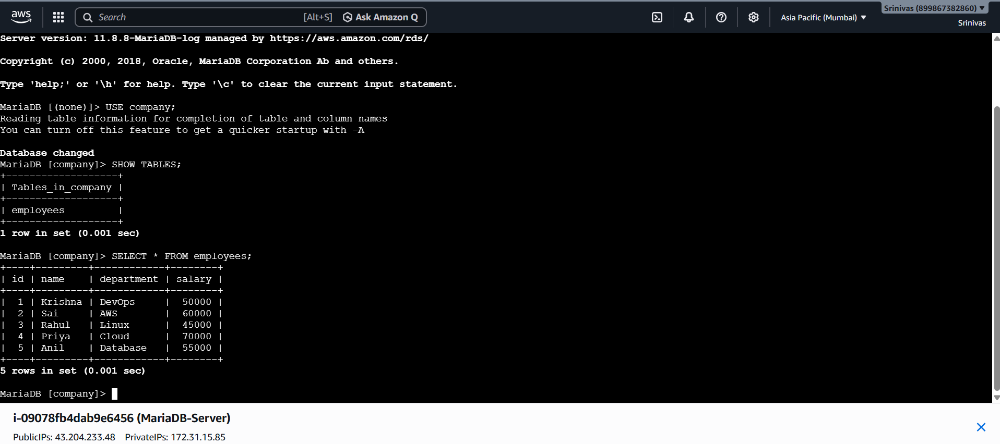 aws
Search [Alt+S] Ask Amazon Q
Asia Pacific (Mumbai) ▼
Srinivas (899867382860) ▼
Srinivas
Server version: 11.8.8-MariaDB-log managed by https://aws.amazon.com/rds/
Copyright (c) 2000, 2018, Oracle, MariaDB Corporation Ab and others.
Type 'help;' or '\h' for help. Type '\c' to clear the current input statement.
MariaDB [(none)]> USE company;
Reading table information for completion of table and column names
You can turn off this feature to get a quicker startup with -A
Database changed
MariaDB [company]> SHOW TABLES;
+-------------------+
| Tables_in_company |
+-------------------+
| employees         |
+-------------------+
1 row in set (0.001 sec)
MariaDB [company]> SELECT * FROM employees;
+----+---------+------------+--------+
| id | name    | department | salary |
+----+---------+------------+--------+
|  1 | Krishna | DevOps     |  50000 |
|  2 | Sai     | AWS        |  60000 |
|  3 | Rahul   | Linux      |  45000 |
|  4 | Priya   | Cloud      |  70000 |
|  5 | Anil    | Database   |  55000 |
+----+---------+------------+--------+
5 rows in set (0.001 sec)
MariaDB [company]>
i-09078fb4dab9e6456 (MariaDB-Server)
PublicIPs: 43.204.233.48 PrivateIPs: 172.31.15.85